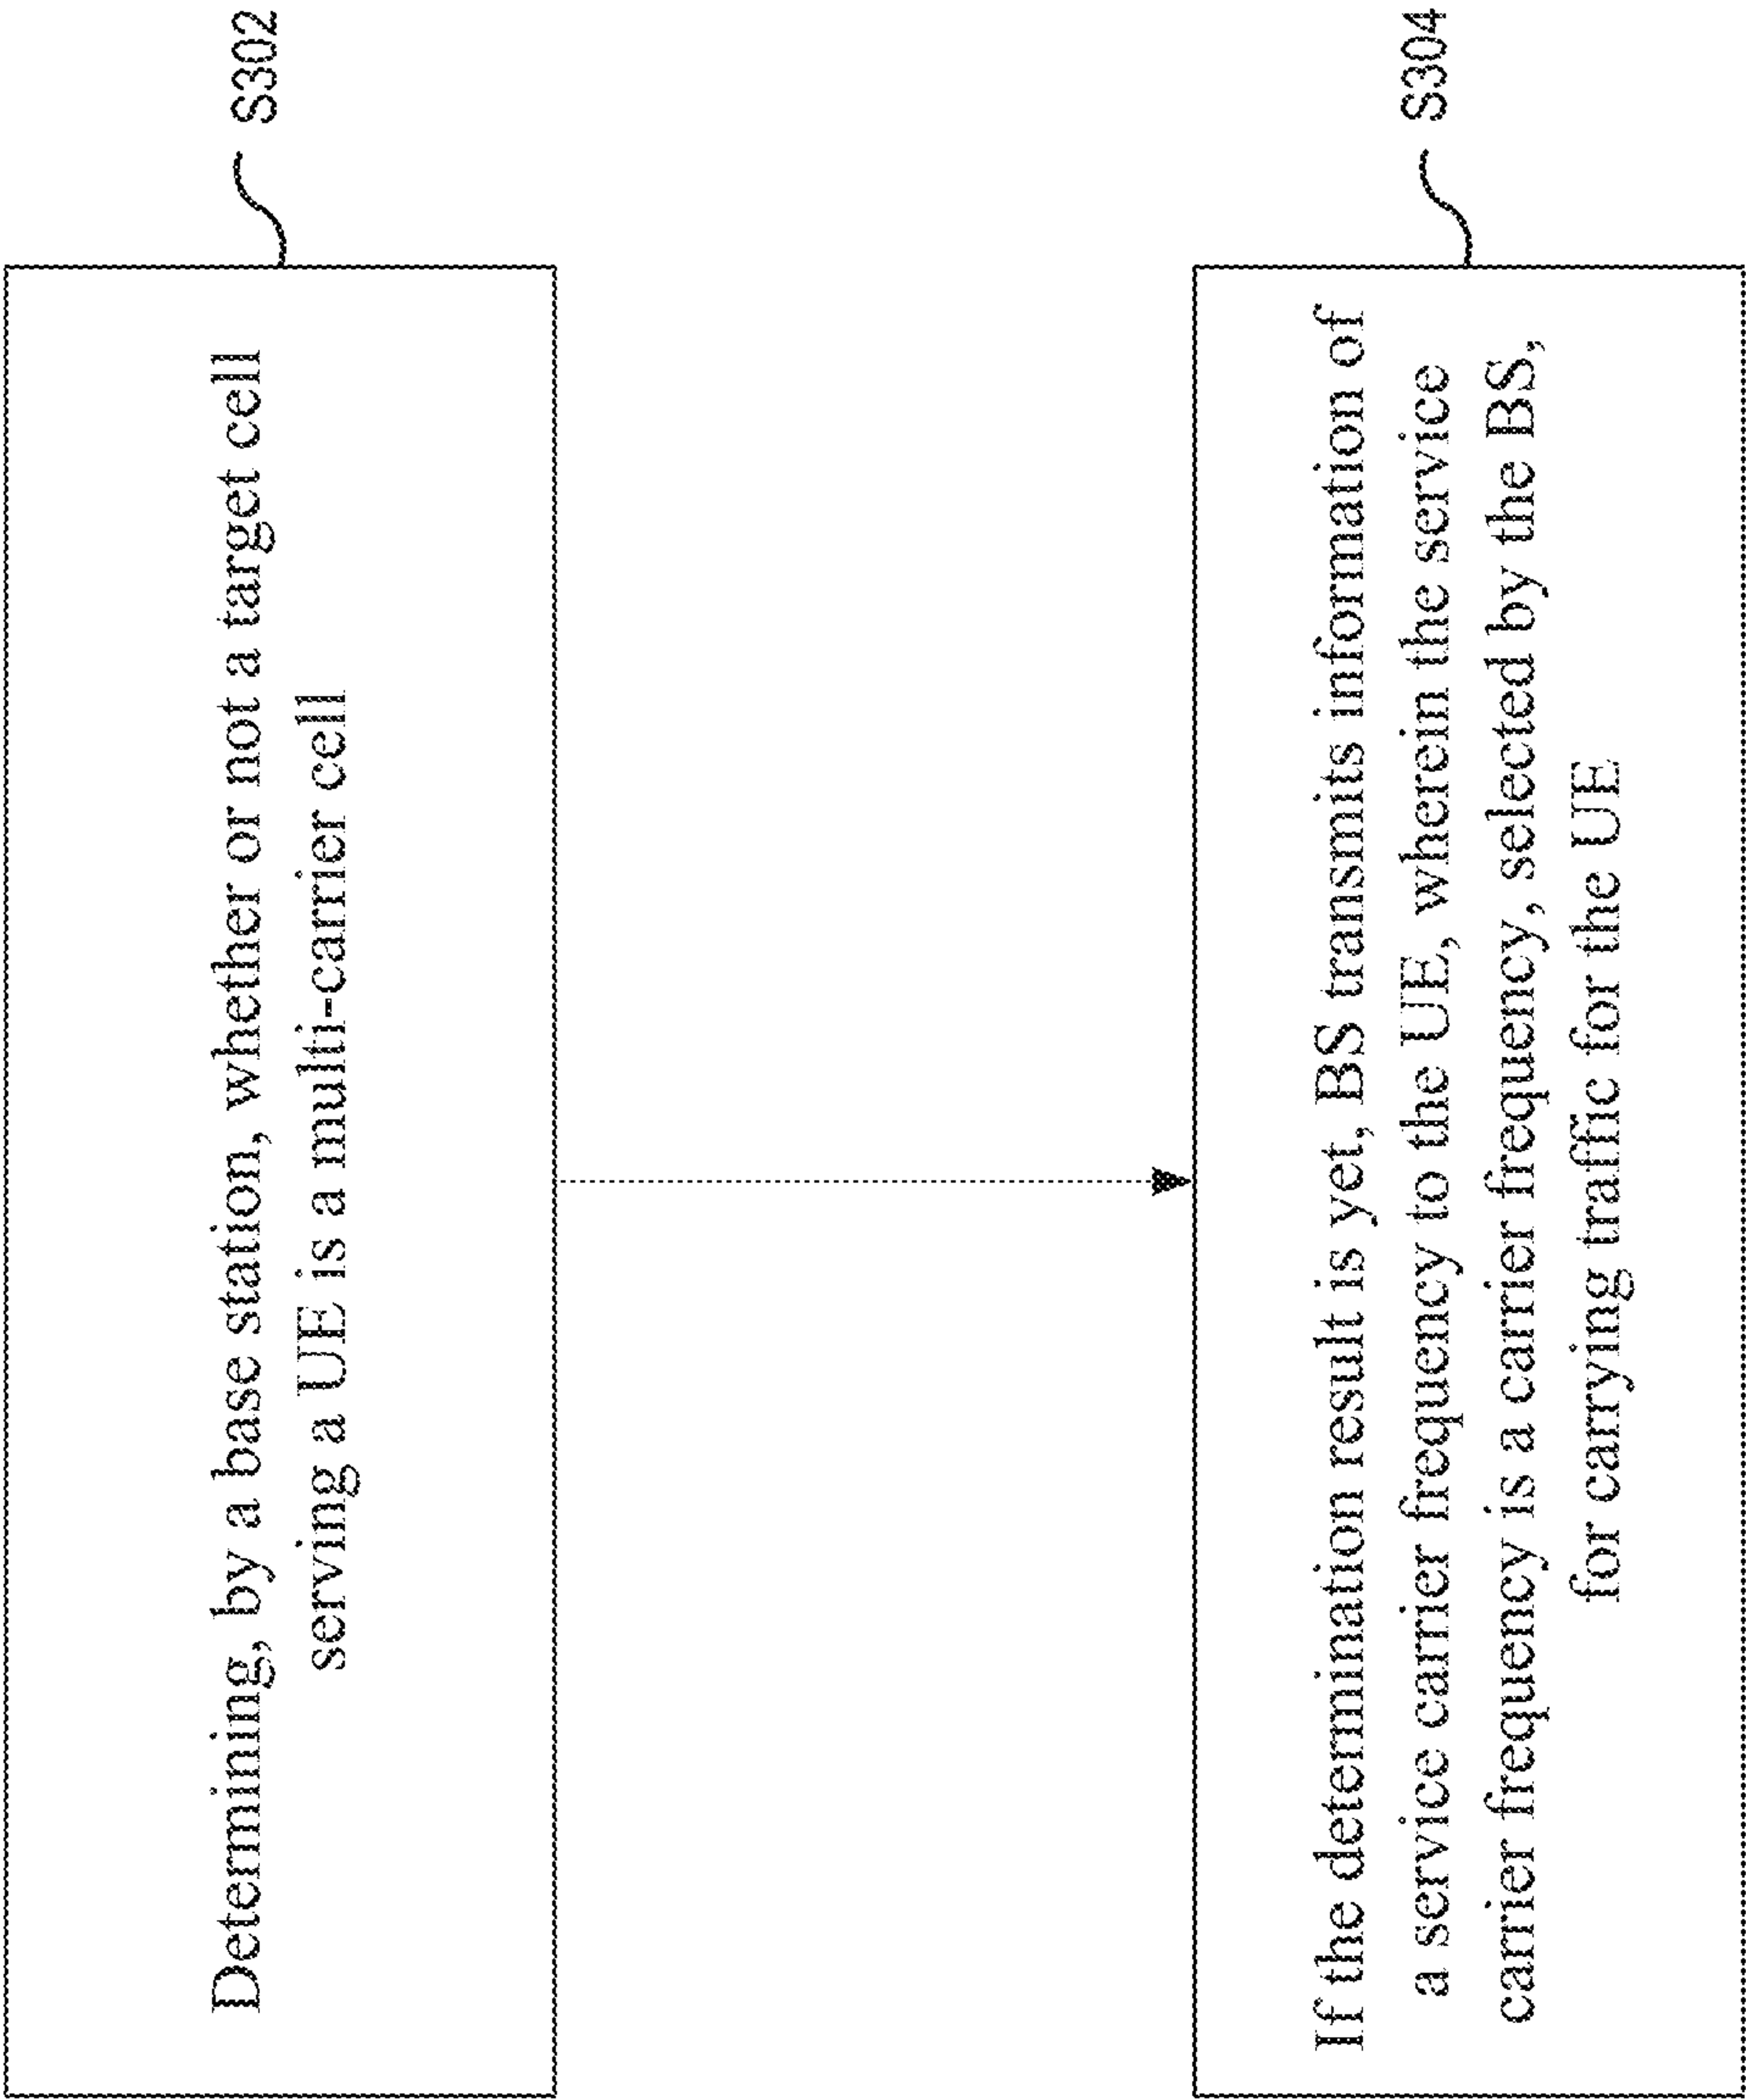 Determining, by a base station, whether or not a target cell
serving a UE is a multi-carrier cell
S302
If the determination result is yet, BS transmits information of
a service carrier frequency to the UE, wherein the service
carrier frequency is a carrier frequency, selected by the BS,
for carrying traffic for the UE
S304